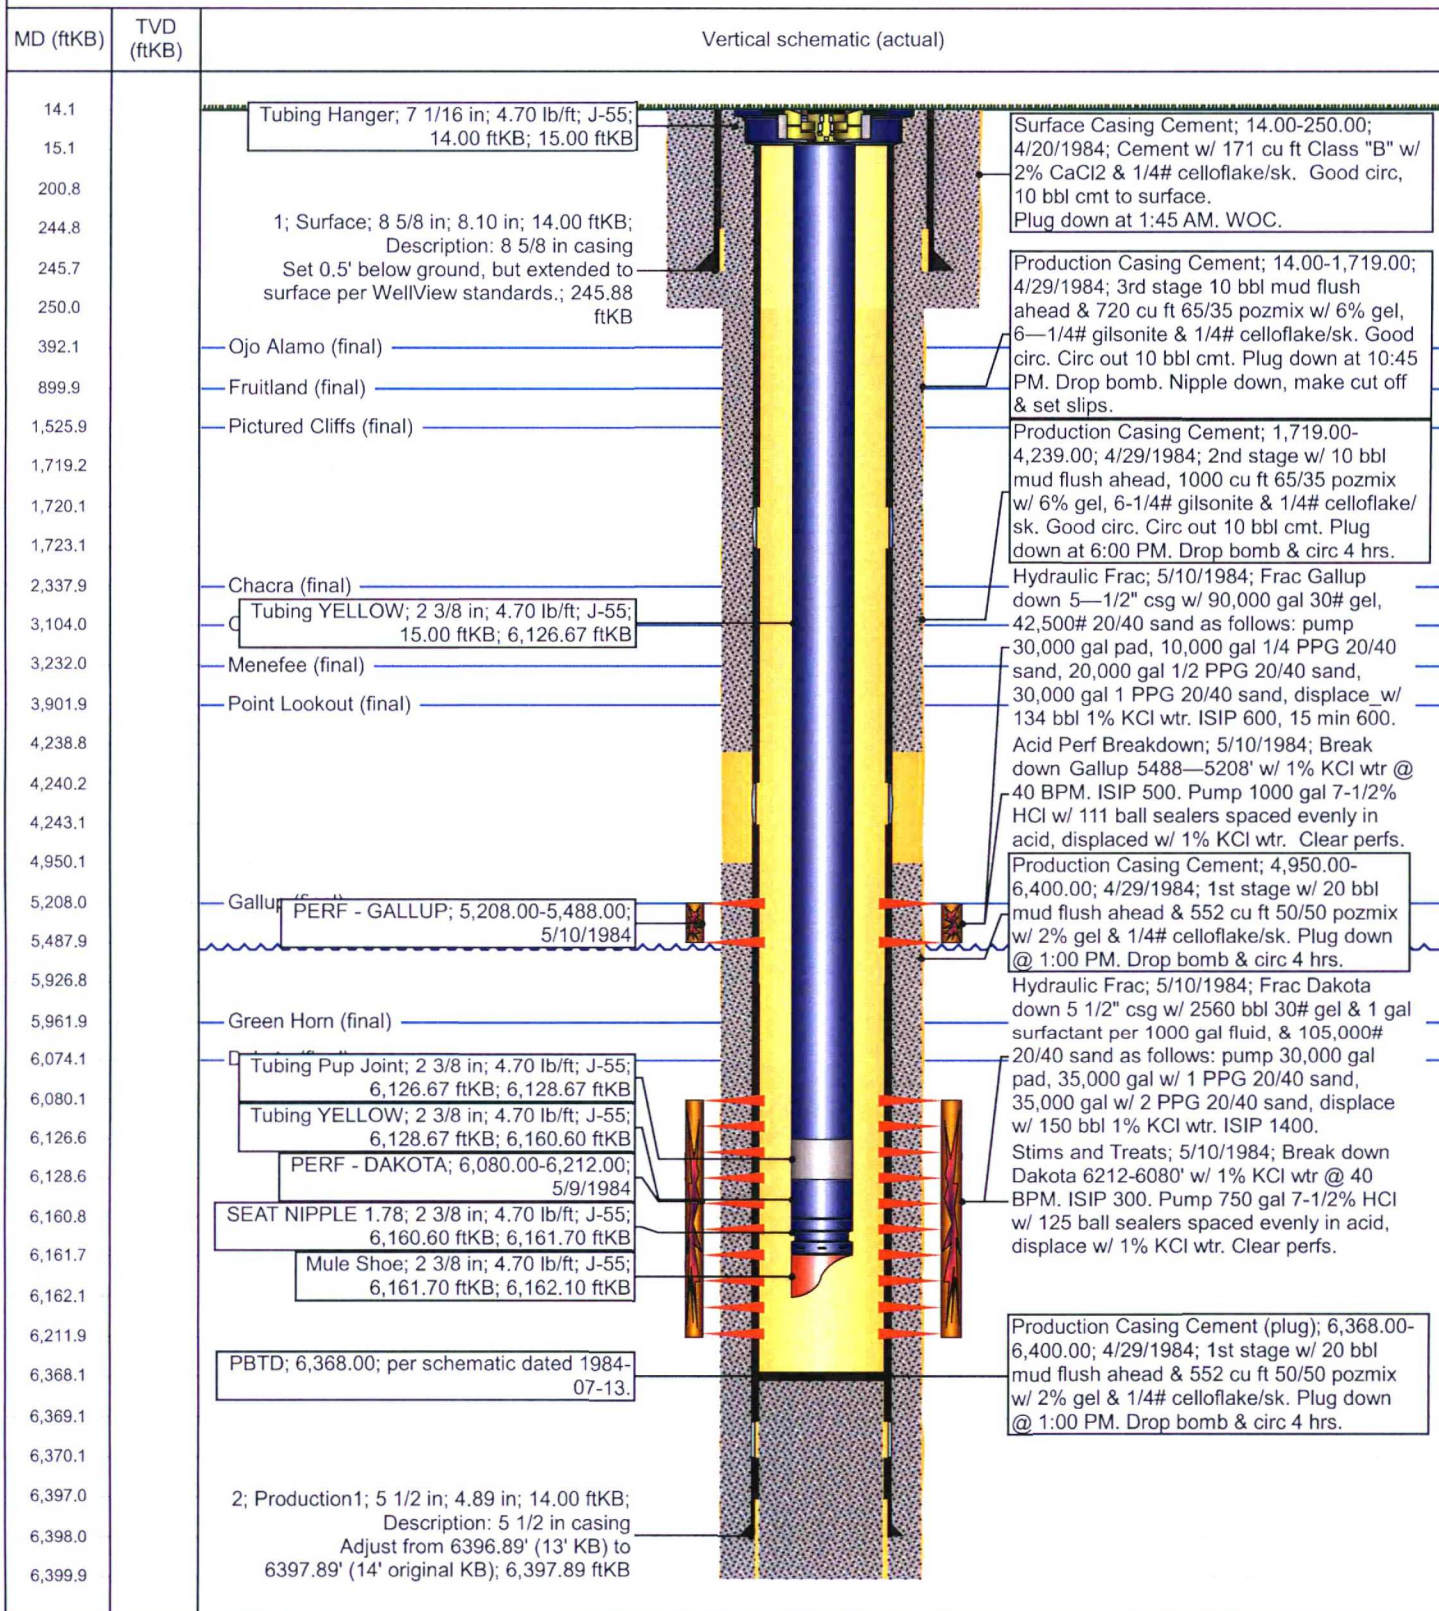 MD (ftKB)
TVD
(ftKB)
Vertical schematic (actual)
14.1
15.1
200.8
244.8
245.7
250.0
392.1
899.9
1,525.9
1,719.2
1,720.1
1,723.1
2,337.9
3,104.0
3,232.0
3,901.9
4,238.8
4,240.2
4,243.1
4,950.1
5,208.0
5,487.9
5,926.8
5,961.9
6,074.1
6,080.1
6,126.6
6,128.6
6,160.8
6,161.7
6,162.1
6,211.9
6,368.1
6,369.1
6,370.1
6,397.0
6,398.0
6,399.9
Tubing Hanger; 7 1/16 in; 4.70 lb/ft; J-55;
14.00 ftKB; 15.00 ftKB
1; Surface; 8 5/8 in; 8.10 in; 14.00 ftKB;
Description: 8 5/8 in casing
Set 0.5' below ground, but extended to
surface per WellView standards.; 245.88
ftKB
Ojo Alamo (final)
Fruitland (final)
Pictured Cliffs (final)
Chacra (final)
Tubing YELLOW; 2 3/8 in; 4.70 lb/ft; J-55;
15.00 ftKB; 6,126.67 ftKB
Menefee (final)
Point Lookout (final)
Gallup
PERF - GALLUP; 5,208.00-5,488.00;
5/10/1984
Green Horn (final)
Tubing Pup Joint; 2 3/8 in; 4.70 lb/ft; J-55;
6,126.67 ftKB; 6,128.67 ftKB
Tubing YELLOW; 2 3/8 in; 4.70 lb/ft; J-55;
6,128.67 ftKB; 6,160.60 ftKB
PERF - DAKOTA; 6,080.00-6,212.00;
5/9/1984
SEAT NIPPLE 1.78; 2 3/8 in; 4.70 lb/ft; J-55;
6,160.60 ftKB; 6,161.70 ftKB
Mule Shoe; 2 3/8 in; 4.70 lb/ft; J-55;
6,161.70 ftKB; 6,162.10 ftKB
PBTD; 6,368.00; per schematic dated 1984-
07-13.
2; Production1; 5 1/2 in; 4.89 in; 14.00 ftKB;
Description: 5 1/2 in casing
Adjust from 6396.89' (13' KB) to
6397.89' (14' original KB); 6,397.89 ftKB
Surface Casing Cement; 14.00-250.00;
4/20/1984; Cement w/ 171 cu ft Class "B" w/
2% CaCl2 & 1/4# celloflake/sk. Good circ,
10 bbl cmt to surface.
Plug down at 1:45 AM. WOC.
Production Casing Cement; 14.00-1,719.00;
4/29/1984; 3rd stage 10 bbl mud flush
ahead & 720 cu ft 65/35 pozmix w/ 6% gel,
6—1/4# gilsonite & 1/4# celloflake/sk. Good
circ. Circ out 10 bbl cmt. Plug down at 10:45
PM. Drop bomb. Nipple down, make cut off
& set slips.
Production Casing Cement; 1,719.00-
4,239.00; 4/29/1984; 2nd stage w/ 10 bbl
mud flush ahead, 1000 cu ft 65/35 pozmix
w/ 6% gel, 6-1/4# gilsonite & 1/4# celloflake/
sk. Good circ. Circ out 10 bbl cmt. Plug
down at 6:00 PM. Drop bomb & circ 4 hrs.
Hydraulic Frac; 5/10/1984; Frac Gallup
down 5—1/2" csg w/ 90,000 gal 30# gel,
42,500# 20/40 sand as follows: pump
30,000 gal pad, 10,000 gal 1/4 PPG 20/40
sand, 20,000 gal 1/2 PPG 20/40 sand,
30,000 gal 1 PPG 20/40 sand, displace_w/
134 bbl 1% KCl wtr. ISIP 600, 15 min 600.
Acid Perf Breakdown; 5/10/1984; Break
down Gallup 5488—5208' w/ 1% KCl wtr @
40 BPM. ISIP 500. Pump 1000 gal 7-1/2%
HCl w/ 111 ball sealers spaced evenly in
acid, displaced w/ 1% KCl wtr. Clear perfs.
Production Casing Cement; 4,950.00-
6,400.00; 4/29/1984; 1st stage w/ 20 bbl
mud flush ahead & 552 cu ft 50/50 pozmix
w/ 2% gel & 1/4# celloflake/sk. Plug down
@ 1:00 PM. Drop bomb & circ 4 hrs.
Hydraulic Frac; 5/10/1984; Frac Dakota
down 5 1/2" csg w/ 2560 bbl 30# gel & 1 gal
surfactant per 1000 gal fluid, & 105,000#
20/40 sand as follows: pump 30,000 gal
pad, 35,000 gal w/ 1 PPG 20/40 sand,
35,000 gal w/ 2 PPG 20/40 sand, displace
w/ 150 bbl 1% KCl wtr. ISIP 1400.
Stims and Treats; 5/10/1984; Break down
Dakota 6212-6080' w/ 1% KCl wtr @ 40
BPM. ISIP 300. Pump 750 gal 7-1/2% HCl
w/ 125 ball sealers spaced evenly in acid,
displace w/ 1% KCl wtr. Clear perfs.
Production Casing Cement (plug); 6,368.00-
6,400.00; 4/29/1984; 1st stage w/ 20 bbl
mud flush ahead & 552 cu ft 50/50 pozmix
w/ 2% gel & 1/4# celloflake/sk. Plug down
@ 1:00 PM. Drop bomb & circ 4 hrs.